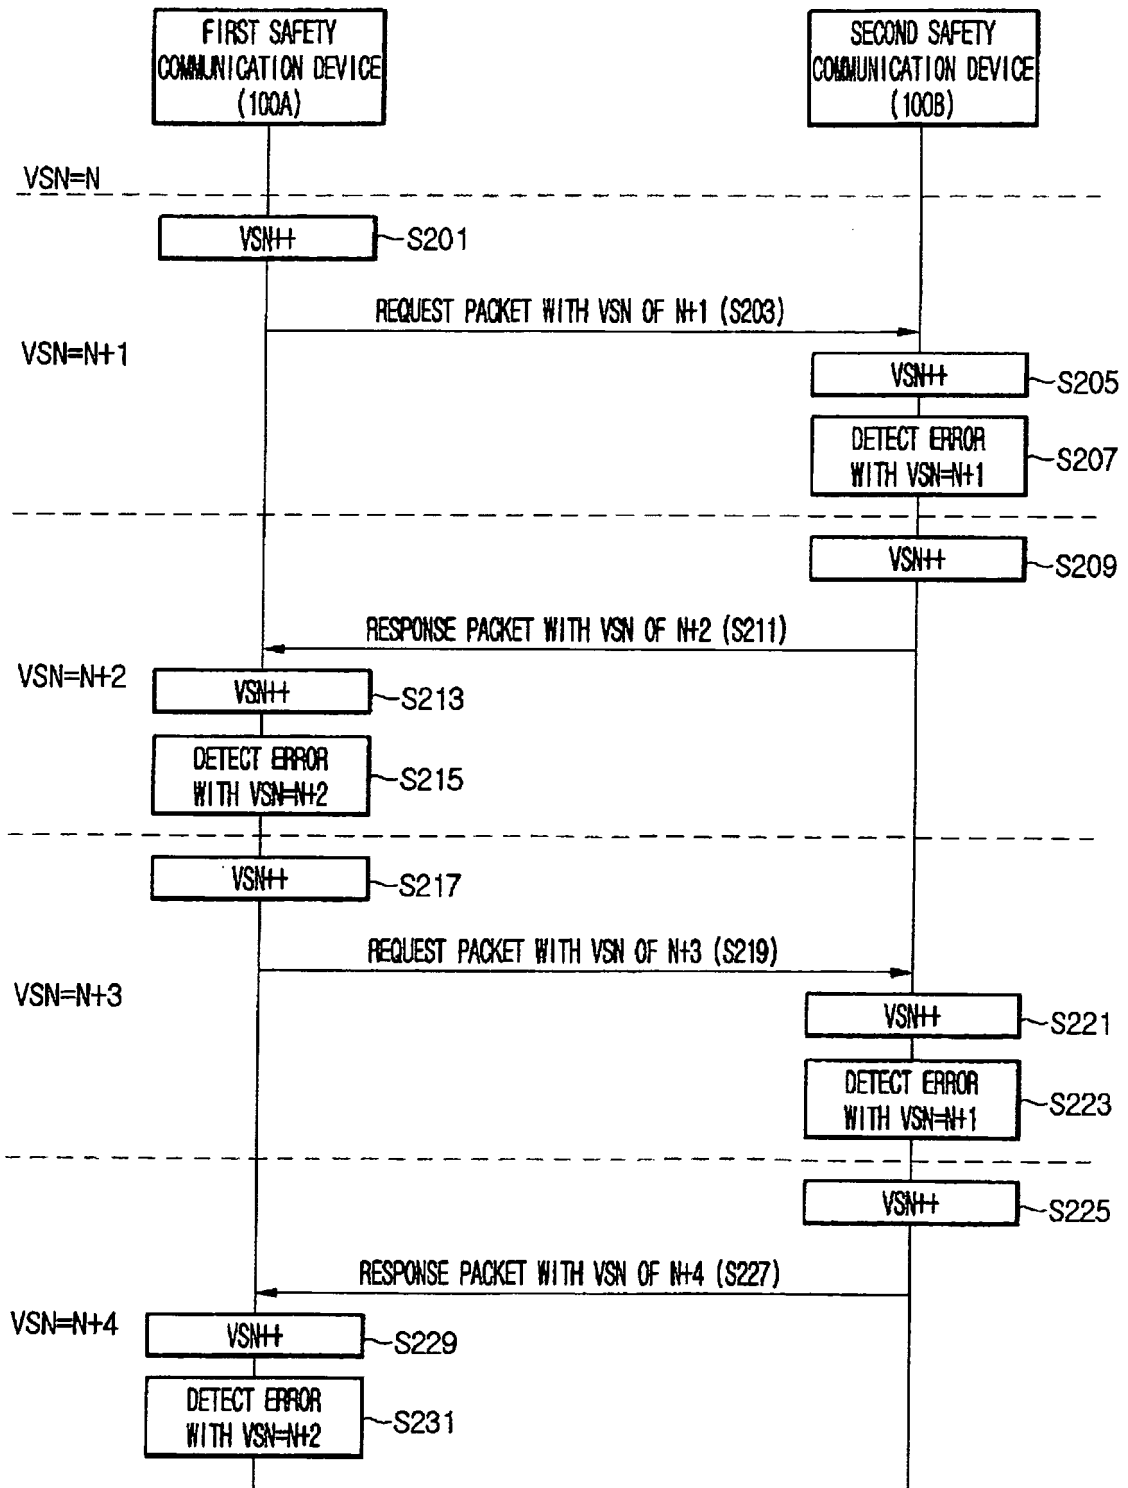 FIRST SAFETY
COMMUNICATION DEVICE
(100A)
SECOND SAFETY
COMMUNICATION DEVICE
(100B)
VSN=N
VSN++
S201
REQUEST PACKET WITH VSN OF N+1 (S203)
VSN=N+1
VSN++
S205
DETECT ERROR
WITH VSN=N+1
S207
VSN++
S209
RESPONSE PACKET WITH VSN OF N+2 (S211)
VSN=N+2
VSN++
S213
DETECT ERROR
WITH VSN=N+2
S215
VSN++
S217
REQUEST PACKET WITH VSN OF N+3 (S219)
VSN=N+3
VSN++
S221
DETECT ERROR
WITH VSN=N+1
S223
VSN++
S225
RESPONSE PACKET WITH VSN OF N+4 (S227)
VSN=N+4
VSN++
S229
DETECT ERROR
WITH VSN=N+2
S231